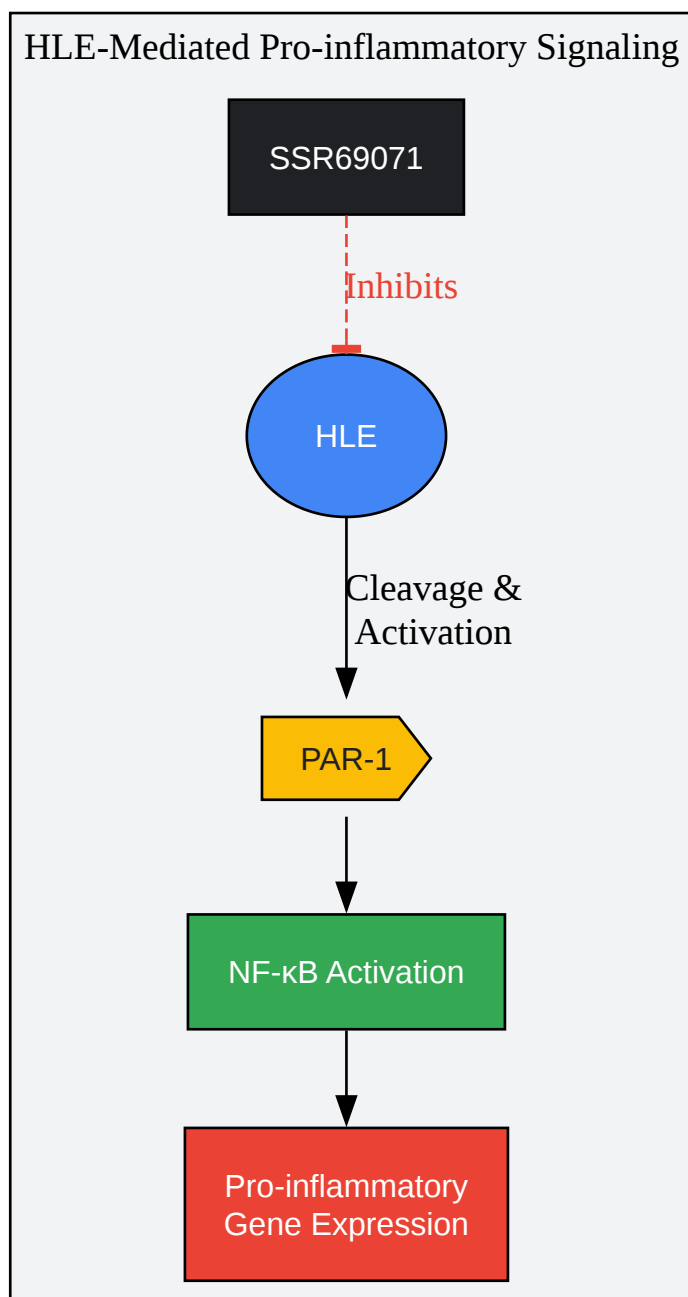 HLE-Mediated Pro-inflammatory Signaling
SSR69071
Inhibits
HLE
Cleavage &
Activation
PAR-1
NF-κB Activation
Pro-inflammatory
Gene Expression